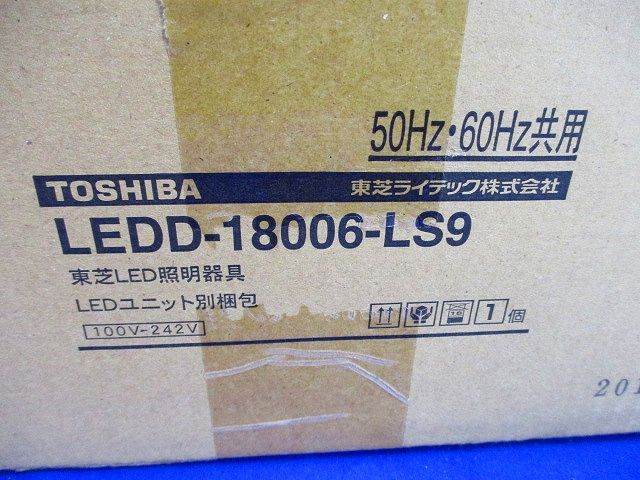 50Hz・60Hz共用
TOSHIBA 東芝ライテック株式会社
LEDD-18006-LS9
東芝LED照明器具
LEDユニット別梱包
100V-242V
16
1個
201